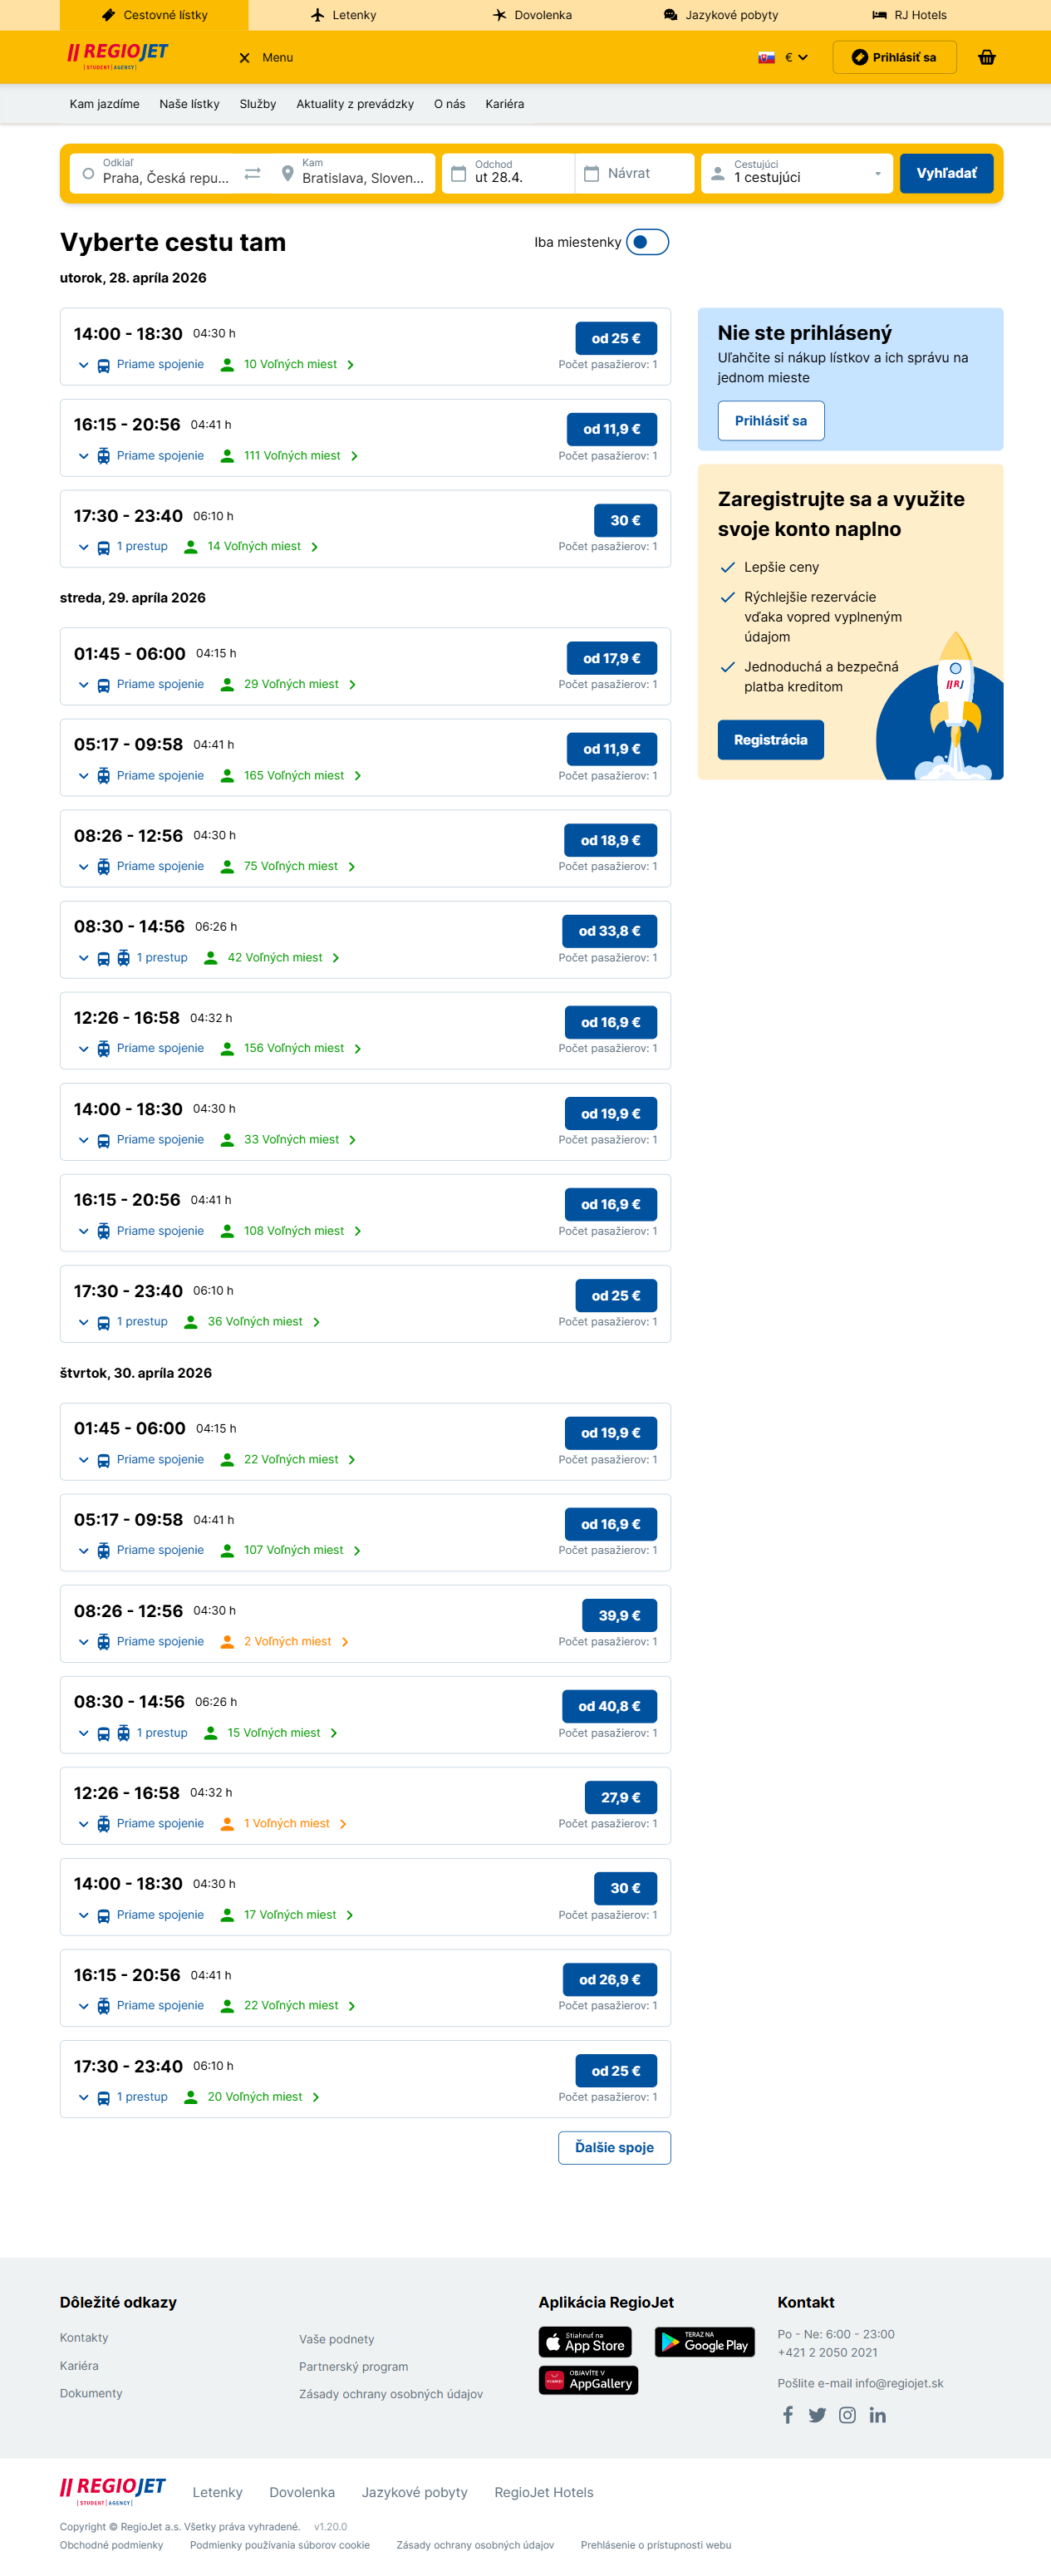 Cestovné lístky
Letenky
Dovolenka
Jazykové pobyty
RJ Hotels
REGIOJET
STUDENT AGENCY
Menu
€
Prihlásiť sa
Kam jazdíme
Naše lístky
Služby
Aktuality z prevádzky
O nás
Kariéra
Odkiaľ
Praha, Česká repu...
Kam
Bratislava, Sloven...
Odchod
ut 28.4.
Návrat
Cestujúci
1 cestujúci
Vyhľadať
Vyberte cestu tam
Iba miestenky
utorok, 28. apríla 2026
14:00 - 18:30 04:30 h
od 25 €
Priame spojenie 10 Voľných miest
Počet pasažierov: 1
16:15 - 20:56 04:41 h
od 11,9 €
Priame spojenie 111 Voľných miest
Počet pasažierov: 1
17:30 - 23:40 06:10 h
30 €
1 prestup 14 Voľných miest
Počet pasažierov: 1
streda, 29. apríla 2026
01:45 - 06:00 04:15 h
od 17,9 €
Priame spojenie 29 Voľných miest
Počet pasažierov: 1
05:17 - 09:58 04:41 h
od 11,9 €
Priame spojenie 165 Voľných miest
Počet pasažierov: 1
08:26 - 12:56 04:30 h
od 18,9 €
Priame spojenie 75 Voľných miest
Počet pasažierov: 1
08:30 - 14:56 06:26 h
od 33,8 €
1 prestup 42 Voľných miest
Počet pasažierov: 1
12:26 - 16:58 04:32 h
od 16,9 €
Priame spojenie 156 Voľných miest
Počet pasažierov: 1
14:00 - 18:30 04:30 h
od 19,9 €
Priame spojenie 33 Voľných miest
Počet pasažierov: 1
16:15 - 20:56 04:41 h
od 16,9 €
Priame spojenie 108 Voľných miest
Počet pasažierov: 1
17:30 - 23:40 06:10 h
od 25 €
1 prestup 36 Voľných miest
Počet pasažierov: 1
štvrtok, 30. apríla 2026
01:45 - 06:00 04:15 h
od 19,9 €
Priame spojenie 22 Voľných miest
Počet pasažierov: 1
05:17 - 09:58 04:41 h
od 16,9 €
Priame spojenie 107 Voľných miest
Počet pasažierov: 1
08:26 - 12:56 04:30 h
39,9 €
Priame spojenie 2 Voľných miest
Počet pasažierov: 1
08:30 - 14:56 06:26 h
od 40,8 €
1 prestup 15 Voľných miest
Počet pasažierov: 1
12:26 - 16:58 04:32 h
27,9 €
Priame spojenie 1 Voľných miest
Počet pasažierov: 1
14:00 - 18:30 04:30 h
30 €
Priame spojenie 17 Voľných miest
Počet pasažierov: 1
16:15 - 20:56 04:41 h
od 26,9 €
Priame spojenie 22 Voľných miest
Počet pasažierov: 1
17:30 - 23:40 06:10 h
od 25 €
1 prestup 20 Voľných miest
Počet pasažierov: 1
Ďalšie spoje
Nie ste prihlásený
Uľahčite si nákup lístkov a ich správu na
jednom mieste
Prihlásiť sa
Zaregistrujte sa a využite
svoje konto naplno
Lepšie ceny
Rýchlejšie rezervácie
vďaka vopred vyplneným
údajom
Jednoduchá a bezpečná
platba kreditom
RJ
Registrácia
Dôležité odkazy
Kontakty
Kariéra
Dokumenty
Vaše podnety
Partnerský program
Zásady ochrany osobných údajov
Aplikácia RegioJet
Stiahnuť na
App Store
TERAZ NA
Google Play
OBJAVTE V
AppGallery
Kontakt
Po - Ne: 6:00 - 23:00
+421 2 2050 2021
Pošlite e-mail info@regiojet.sk
REGIOJET
STUDENT AGENCY
Letenky
Dovolenka
Jazykové pobyty
RegioJet Hotels
Copyright © RegioJet a.s. Všetky práva vyhradené. v1.20.0
Obchodné podmienky
Podmienky používania súborov cookie
Zásady ochrany osobných údajov
Prehlásenie o prístupnosti webu